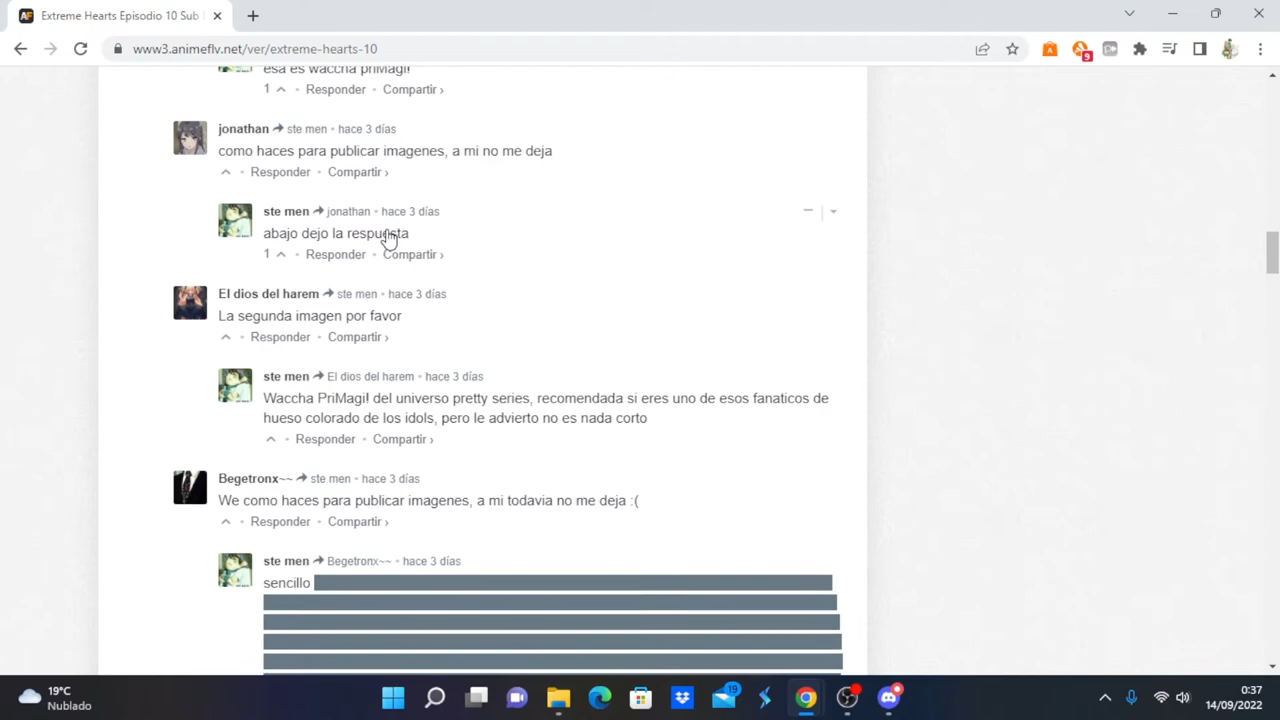 Extreme Hearts Episodio 10 Sub
www3.animeflv.net/ver/extreme-hearts-10
9
esa es waccha priMagi!
1 • Responder • Compartir ›
jonathan ste men • hace 3 días
como haces para publicar imagenes, a mi no me deja
• Responder • Compartir ›
ste men jonathan • hace 3 días
abajo dejo la respuesta
1 • Responder • Compartir ›
El dios del harem ste men • hace 3 días
La segunda imagen por favor
• Responder • Compartir ›
ste men El dios del harem • hace 3 días
Waccha PriMagi! del universo pretty series, recomendada si eres uno de esos fanaticos de
hueso colorado de los idols, pero le advierto no es nada corto
• Responder • Compartir ›
Begetronx~~ ste men • hace 3 días
We como haces para publicar imagenes, a mi todavia no me deja :(
• Responder • Compartir ›
ste men Begetronx~~ • hace 3 días
sencillo
19°C
Nublado
19
0:37
14/09/2022